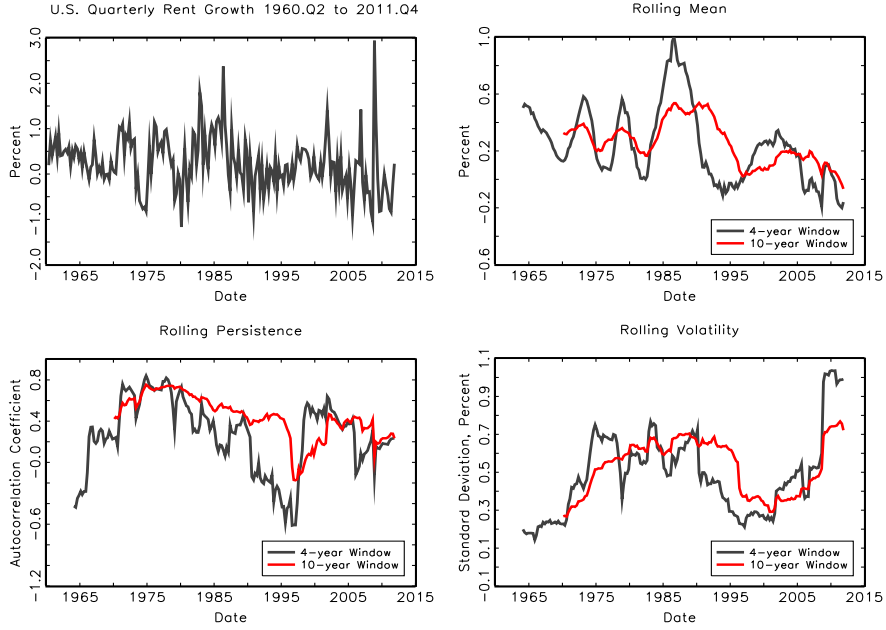 U.S. Quarterly Rent Growth 1960.Q2 to 2011.Q4
Percent
3.0
2.0
1.0
0.0
-1.0
-2.0
1965 1975 1985 1995 2005 2015
Date
Rolling Mean
Percent
1.0
0.6
0.2
-0.2
-0.6
4-year Window
10-year Window
1965 1975 1985 1995 2005 2015
Date
Rolling Persistence
Autocorrelation Coefficient
0.8
0.4
-0.0
-0.6
-1.2
4-year Window
10-year Window
1965 1975 1985 1995 2005 2015
Date
Rolling Volatility
Standard Deviation, Percent
1.1
0.9
0.7
0.5
0.3
0.1
-0.1
4-year Window
10-year Window
1965 1975 1985 1995 2005 2015
Date